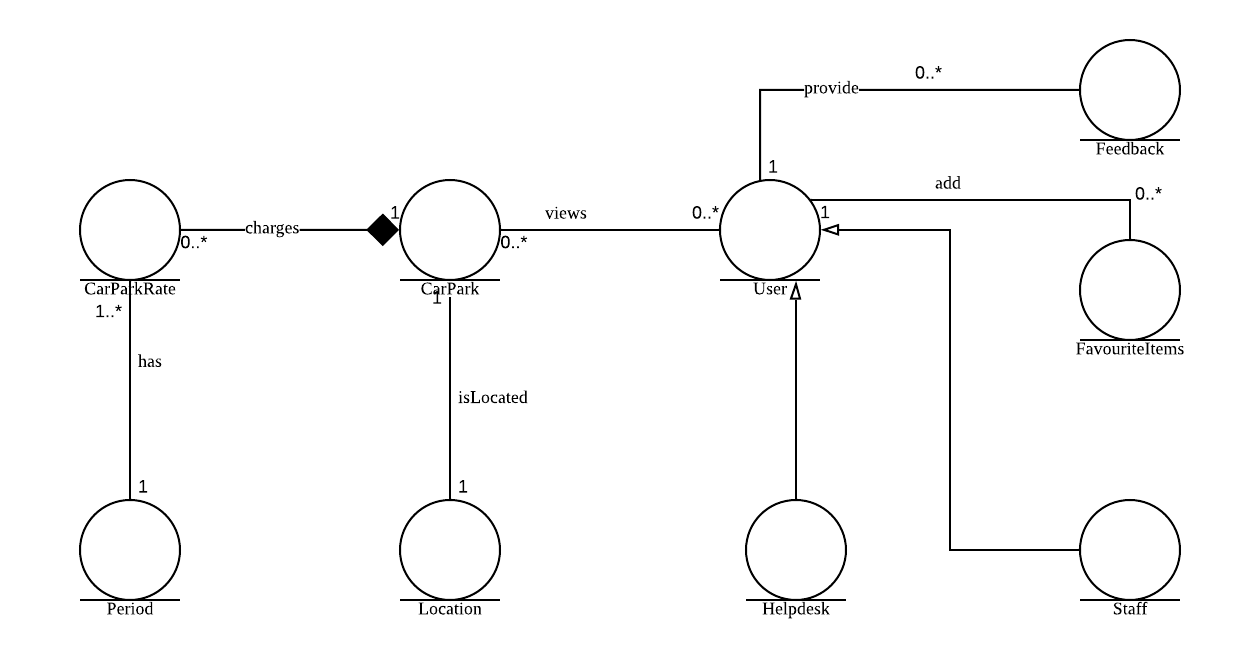 0..*
provide
Feedback
1
add
0..*
1
charges
0..*
views
0..*
1
0..*
CarParkRate
CarPark
User
1..*
1
has
FavouriteItems
isLocated
1
1
Period
Location
Helpdesk
Staff